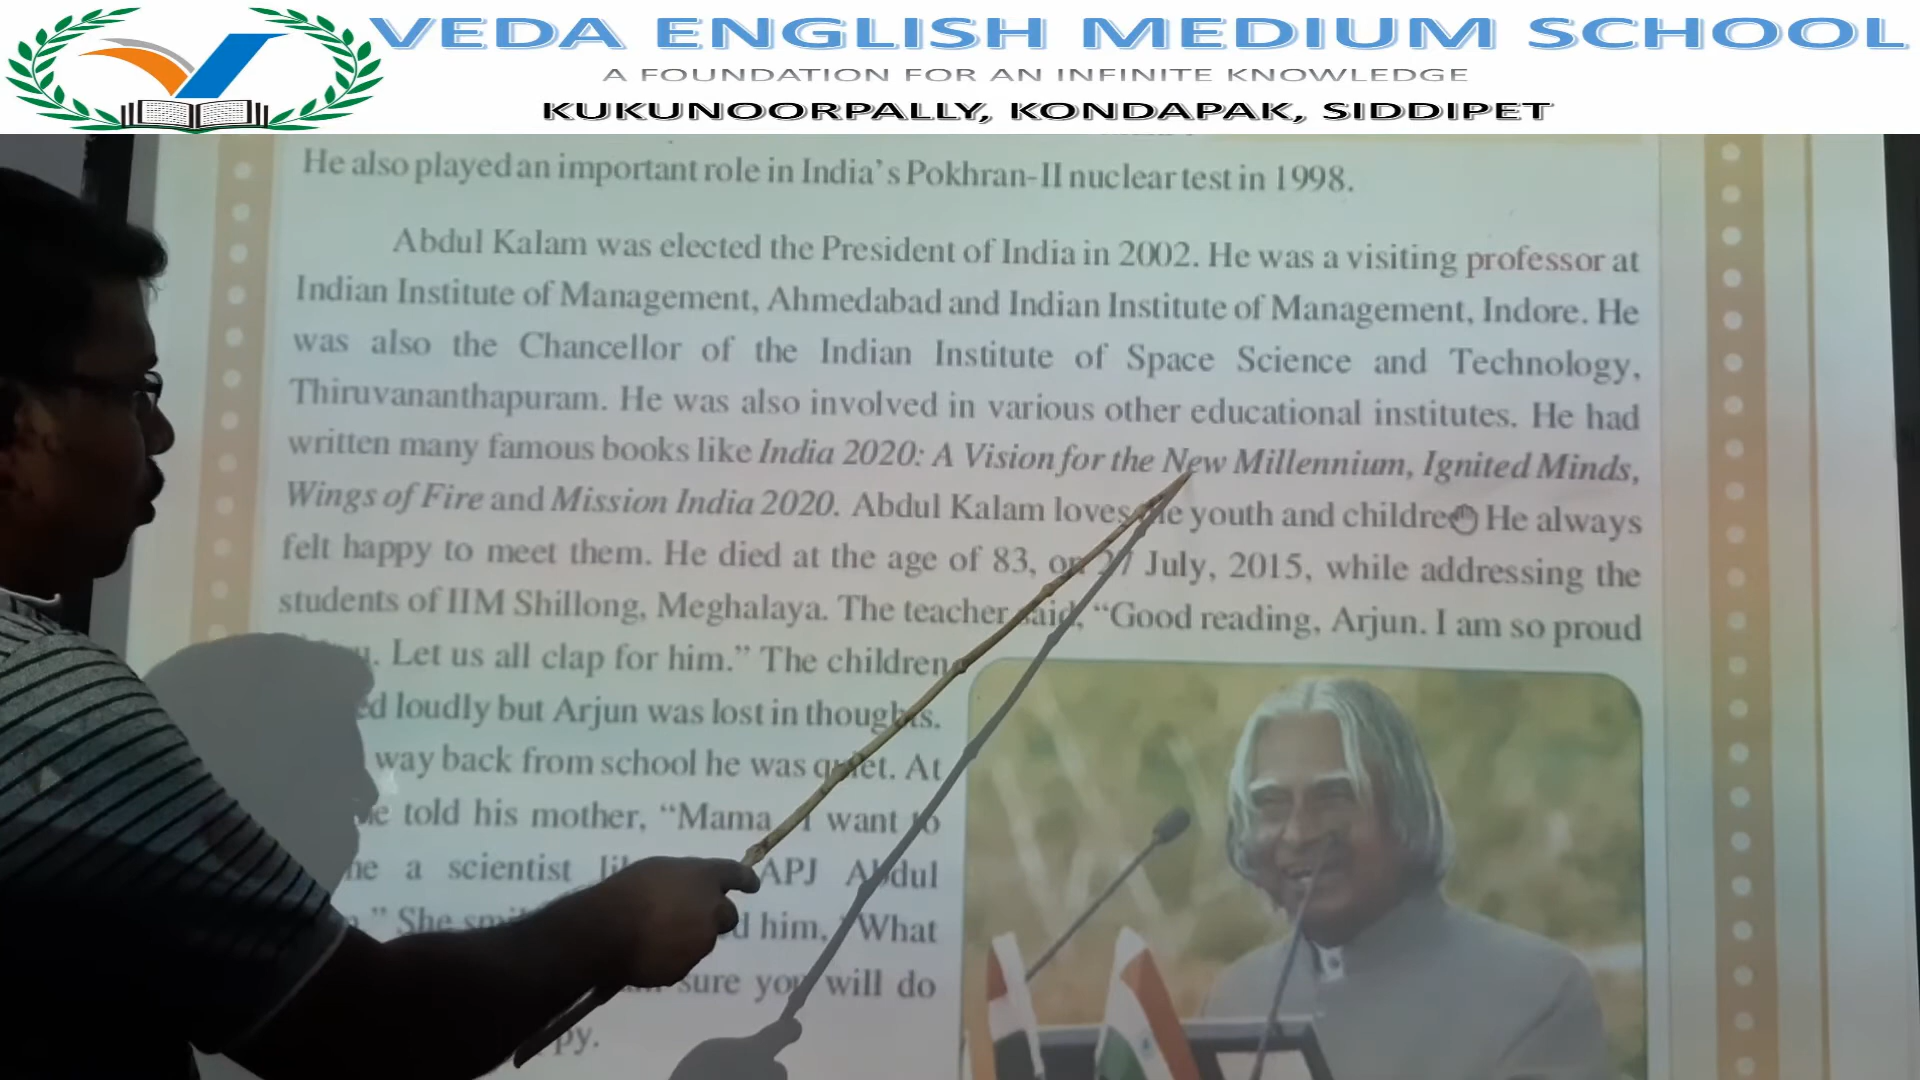 VEDA ENGLISH MEDIUM SCHOOL
A FOUNDATION FOR AN INFINITE KNOWLEDGE
KUKUNOORPALLY, KONDAPAK, SIDDIPET
He also played an important role in India's Pokhran-II nuclear test in 1998.
Abdul Kalam was elected the President of India in 2002. He was a visiting professor at
Indian Institute of Management, Ahmedabad and Indian Institute of Management, Indore. He
was also the Chancellor of the Indian Institute of Space Science and Technology,
Thiruvananthapuram. He was also involved in various other educational institutes. He had
written many famous books like India 2020: A Vision for the New Millennium, Ignited Minds,
Wings of Fire and Mission India 2020. Abdul Kalam loves the youth and children He always
felt happy to meet them. He died at the age of 83, on 27 July, 2015, while addressing the
students of IIM Shillong, Meghalaya. The teacher said, “Good reading, Arjun. I am so proud
. Let us all clap for him.” The children
ed loudly but Arjun was lost in thoughts.
way back from school he was quiet. At
he told his mother, “Mama, I want to
a scientist APJ Abdul
” She him, “What
sure you will do